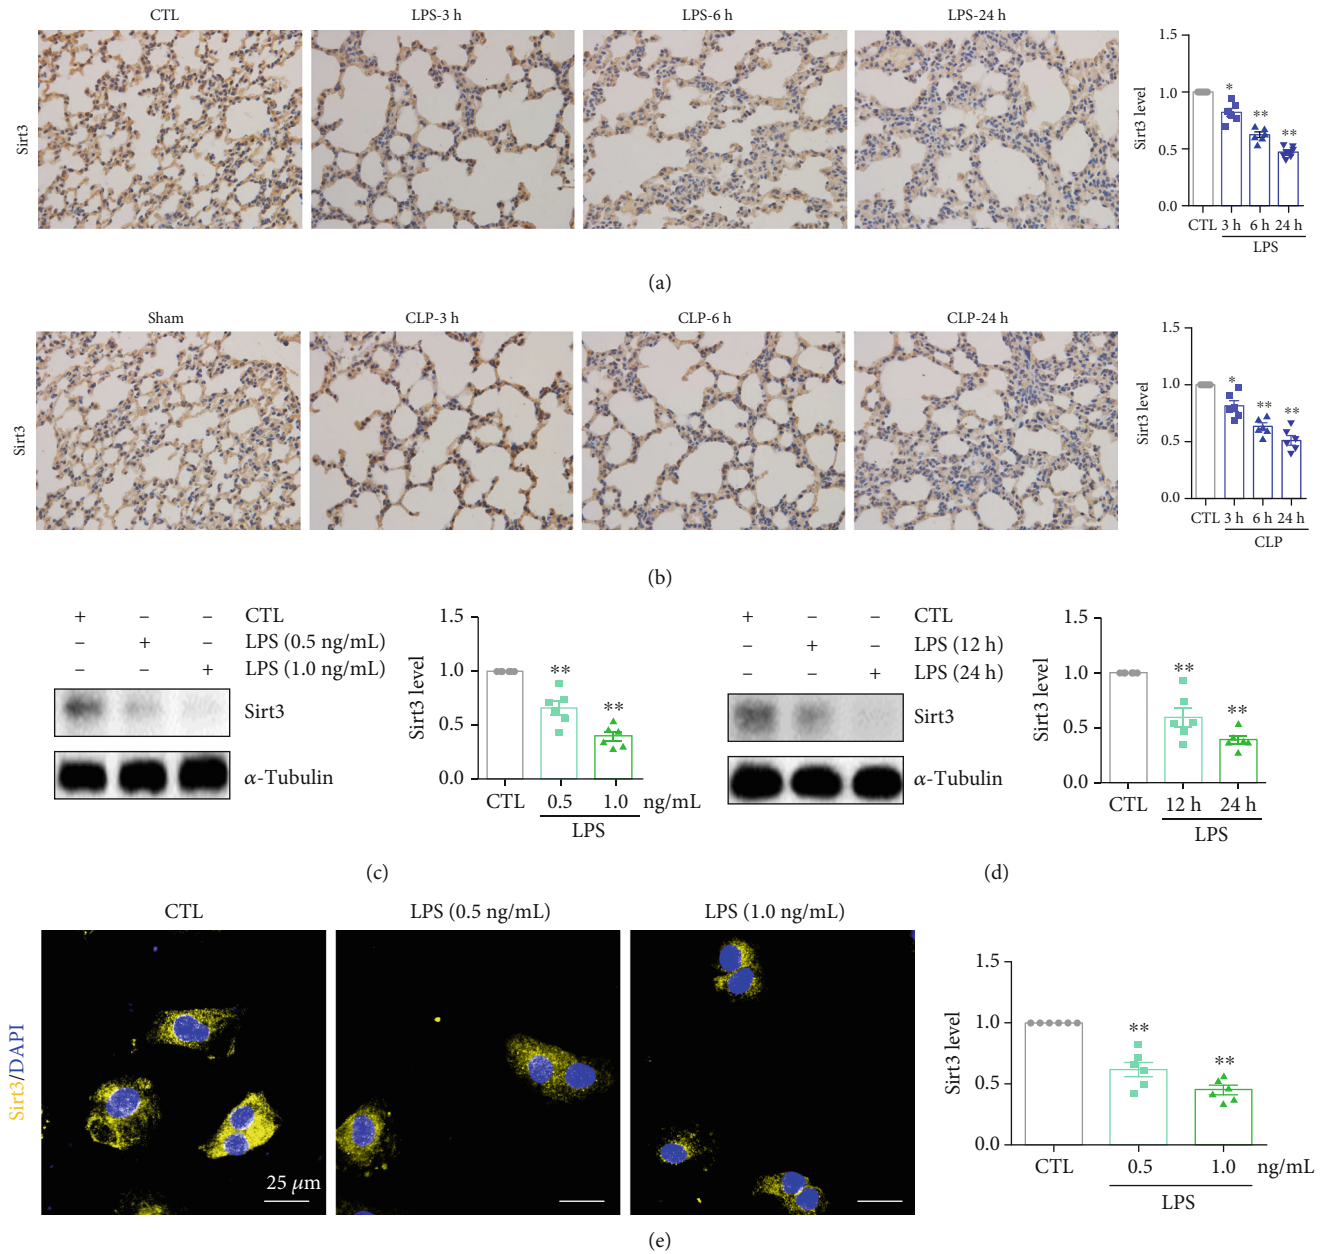 CTL LPS-3 h LPS-6 h LPS-24 h
Sirt3
Sirt3 level
1.5
1.0
0.5
0.0
* ** **
CTL 3 h 6 h 24 h
LPS
(a)
Sham CLP-3 h CLP-6 h CLP-24 h
Sirt3
Sirt3 level
1.5
1.0
0.5
0.0
* ** **
CTL 3 h 6 h 24 h
CLP
(b)
+ – – CTL
– + – LPS (0.5 ng/mL)
– – + LPS (1.0 ng/mL)
Sirt3
α-Tubulin
Sirt3 level
1.5
1.0
0.5
0.0
** **
CTL 0.5 1.0 ng/mL
LPS
(c)
+ – – CTL
– + – LPS (12 h)
– – + LPS (24 h)
Sirt3
α-Tubulin
Sirt3 level
1.5
1.0
0.5
0.0
** **
CTL 12 h 24 h
LPS
(d)
CTL LPS (0.5 ng/mL) LPS (1.0 ng/mL)
Sirt3/DAPI
25 μm
Sirt3 level
1.5
1.0
0.5
0.0
** **
CTL 0.5 1.0 ng/mL
LPS
(e)